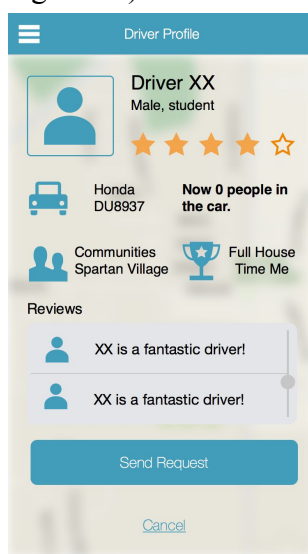 Driver Profile
Driver XX
Male, student
Honda
DU8937
Now 0 people in
the car.
Communities
Spartan Village
Full House
Time Me
Reviews
XX is a fantastic driver!
XX is a fantastic driver!
Send Request
Cancel